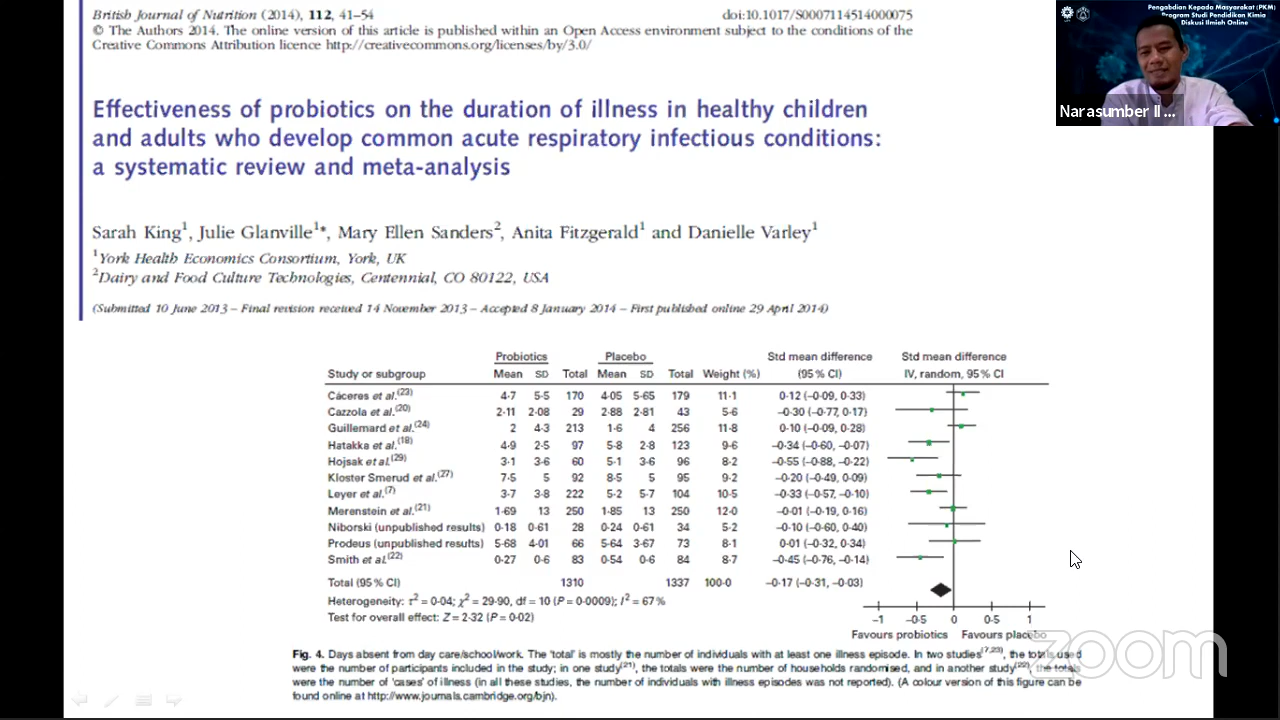 British Journal of Nutrition (2014), 112, 41–54 doi:10.1017/S0007114514000075
© The Authors 2014. The online version of this article is published within an Open Access environment subject to the conditions of the
Creative Commons Attribution licence http://creativecommons.org/licenses/by/3.0/
Pengabdian Kepada Masyarakat (PKM)
Program Studi Pendidikan Kimia
Diskusi Ilmiah Online
Narasumber II ...
Effectiveness of probiotics on the duration of illness in healthy children
and adults who develop common acute respiratory infectious conditions:
a systematic review and meta-analysis
Sarah King1, Julie Glanville1*, Mary Ellen Sanders2, Anita Fitzgerald1 and Danielle Varley1
1York Health Economics Consortium, York, UK
2Dairy and Food Culture Technologies, Centennial, CO 80122, USA
(Submitted 10 June 2013 – Final revision received 14 November 2013 – Accepted 8 January 2014 – First published online 29 April 2014)
Probiotics Placebo Std mean difference Std mean difference
Study or subgroup Mean SD Total Mean SD Total Weight (%) (95 % CI) IV, random, 95 % CI
Cáceres et al.(23) 4·7 5·5 170 4·05 5·65 179 11·1 0·12 (–0·09, 0·33)
Cazzola et al.(20) 2·11 2·08 29 2·88 2·81 43 5·6 –0·30 (–0·77, 0·17)
Guillemard et al.(24) 2 4·3 213 1·6 4 256 11·8 0·10 (–0·09, 0·28)
Hatakka et al.(18) 4·9 2·5 97 5·8 2·8 123 9·6 –0·34 (–0·60, –0·07)
Hojsak et al.(29) 3·1 3·6 60 5·1 3·6 96 8·2 –0·55 (–0·88, –0·22)
Kloster Smerud et al.(27) 7·5 5 92 8·5 5 95 9·2 –0·20 (–0·49, 0·09)
Leyer et al.(7) 3·7 3·8 222 5·2 5·7 104 10·5 –0·33 (–0·57, –0·10)
Merenstein et al.(21) 1·69 13 250 1·85 13 250 12·0 –0·01 (–0·19, 0·16)
Niborski (unpublished results) 0·18 0·61 28 0·24 0·61 34 5·2 –0·10 (–0·60, 0·40)
Prodeus (unpublished results) 5·68 4·01 66 5·64 3·67 73 8·1 0·01 (–0·32, 0·34)
Smith et al.(22) 0·27 0·6 83 0·54 0·6 84 8·7 –0·45 (–0·76, –0·14)
Total (95 % CI) 1310 1337 100·0 –0·17 (–0·31, –0·03)
Heterogeneity: τ2 = 0·04; χ2 = 29·90, df = 10 (P = 0·0009); I2 = 67 %
Test for overall effect: Z = 2·32 (P = 0·02)
–1 –0·5 0 0·5 1
Favours probiotics Favours placebo
Fig. 4. Days absent from day care/school/work. The 'total' is mostly the number of individuals with at least one illness episode. In two studies(7,23), the totals used
were the number of participants included in the study; in one study(21), the totals were the number of households randomised, and in another study(22), the totals
were the number of 'cases' of illness (in all these studies, the number of individuals with illness episodes was not reported). (A colour version of this figure can be
found online at http://www.journals.cambridge.org/bjn).
zoom